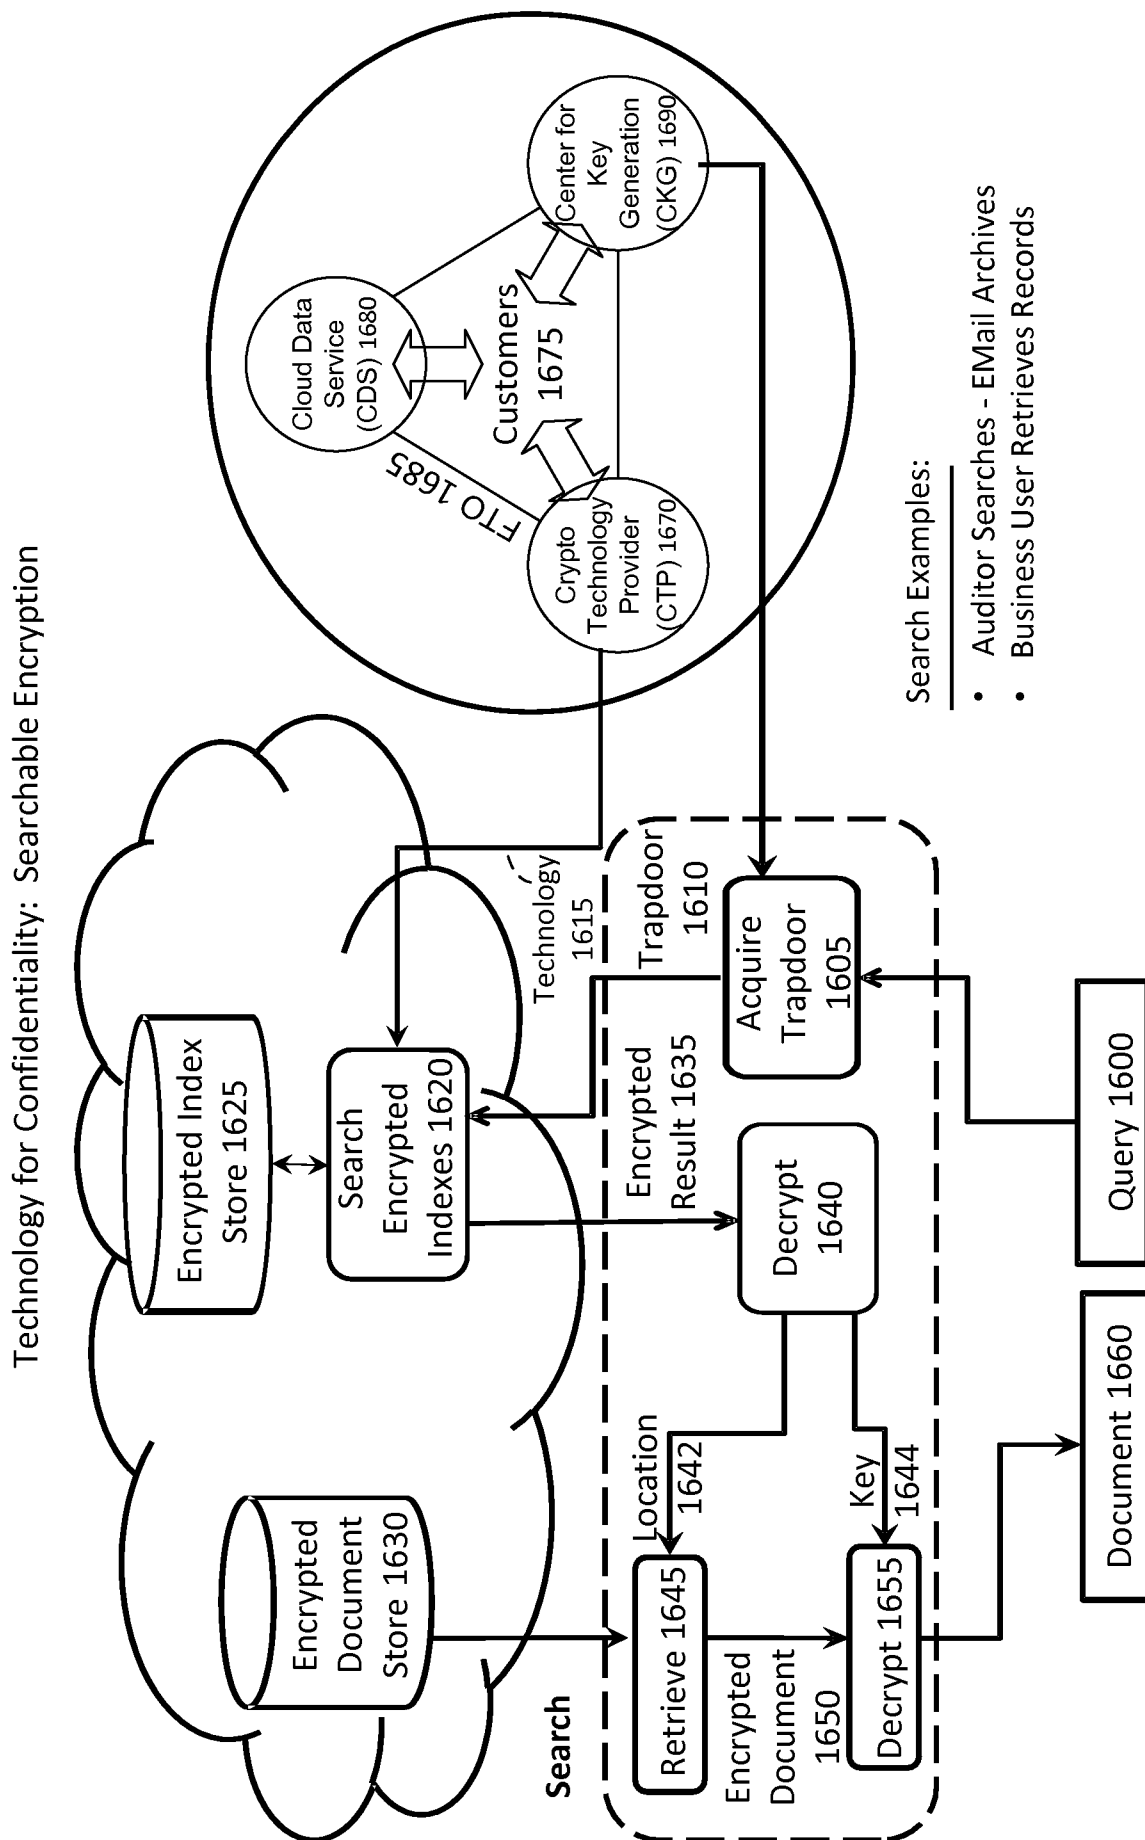 Technology for Confidentiality: Searchable Encryption
Encrypted
Document
Store 1630
Encrypted Index
Store 1625
Search
Encrypted
Indexes 1620
Technology
1615
Cloud Data
Service
(CDS) 1680
FTO 1685
Customers
1675
Crypto
Technology
Provider
(CTP) 1670
Center for
Key
Generation
(CKG) 1690
Search
Retrieve 1645
Location
1642
Encrypted
Result 1635
Trapdoor
1610
Encrypted
Document
1650
Decrypt 1655
Key
1644
Decrypt
1640
Acquire
Trapdoor
1605
Document 1660
Query 1600
Search Examples:
• Auditor Searches - EMail Archives
• Business User Retrieves Records